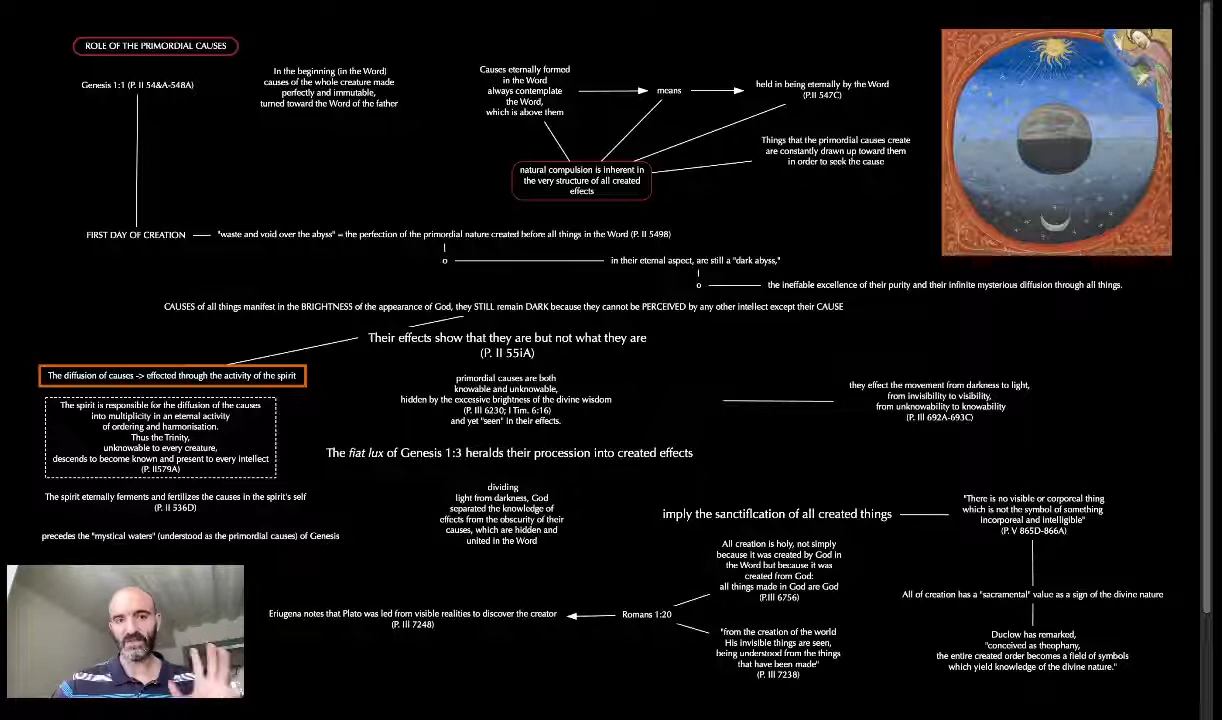 ROLE OF THE PRIMORDIAL CAUSES
Genesis 1:1 (P. II 54&A-548A)
In the beginning (in the Word)
causes of the whole creature made
perfectly and immutable,
turned toward the Word of the father
Causes eternally formed
in the Word
always contemplate
the Word,
which is above them
means
held in being eternally by the Word
(P.II 547C)
Things that the primordial causes create
are constantly drawn up toward them
in order to seek the cause
natural compulsion is inherent in
the very structure of all created
effects
FIRST DAY OF CREATION
"waste and void over the abyss" = the perfection of the primordial nature created before all things in the Word (P. II 5498)
o
in their eternal aspect, are still a "dark abyss,"
o
the ineffable excellence of their purity and their infinite mysterious diffusion through all things.
CAUSES of all things manifest in the BRIGHTNESS of the appearance of God, they STILL remain DARK because they cannot be PERCEIVED by any other intellect except their CAUSE
Their effects show that they are but not what they are
(P. II 55iA)
The diffusion of causes -> effected through the activity of the spirit
primordial causes are both
knowable and unknowable,
hidden by the excessive brightness of the divine wisdom
(P. Ill 6230; I Tim. 6:16)
and yet "seen" in their effects.
they effect the movement from darkness to light,
from invisibility to visibility,
from unknowability to knowability
(P. Ill 692A-693C)
The spirit is responsible for the diffusion of the causes
into multiplicity in an eternal activity
of ordering and harmonisation.
Thus the Trinity,
unknowable to every creature,
descends to become known and present to every intellect
(P. II579A)
The fiat lux of Genesis 1:3 heralds their procession into created effects
The spirit eternally ferments and fertilizes the causes in the spirit's self
(P. II 536D)
dividing
light from darkness, God
separated the knowledge of
effects from the obscurity of their
causes, which are hidden and
united in the Word
imply the sanctiflcation of all created things
"There is no visible or corporeal thing
which is not the symbol of something
incorporeal and intelligible"
(P. V 865D-866A)
precedes the "mystical waters" (understood as the primordial causes) of Genesis
All creation is holy, not simply
because it was created by God in
the Word but because it was
created from God:
all things made in God are God
(P.Ill 6756)
All of creation has a "sacramental" value as a sign of the divine nature
Eriugena notes that Plato was led from visible realities to discover the creator
(P. Ill 7248)
Romans 1:20
"from the creation of the world
His invisible things are seen,
being understood from the things
that have been made"
(P. Ill 7238)
Duclow has remarked,
"conceived as theophany,
the entire created order becomes a field of symbols
which yield knowledge of the divine nature."